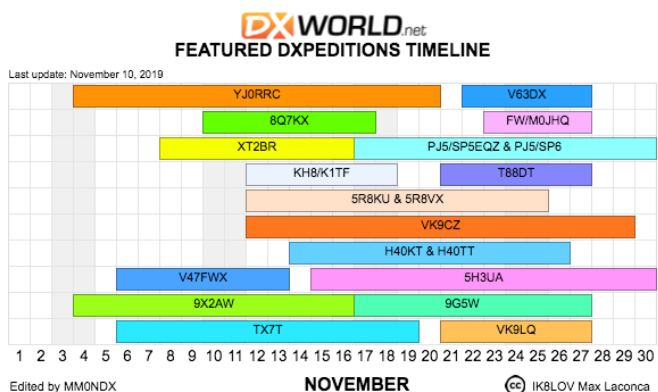 DXWORLD.net
FEATURED DXPEDITIONS TIMELINE
Last update: November 10, 2019
YJ0RRC V63DX
8Q7KX FW/M0JHQ
XT2BR PJ5/SP5EQZ & PJ5/SP6
KH8/K1TF T88DT
5R8KU & 5R8VX
VK9CZ
H40KT & H40TT
V47FWX 5H3UA
9X2AW 9G5W
TX7T VK9LQ
1 2 3 4 5 6 7 8 9 10 11 12 13 14 15 16 17 18 19 20 21 22 23 24 25 26 27 28 29 30
Edited by MM0NDX NOVEMBER cc IK8LOV Max Laconca